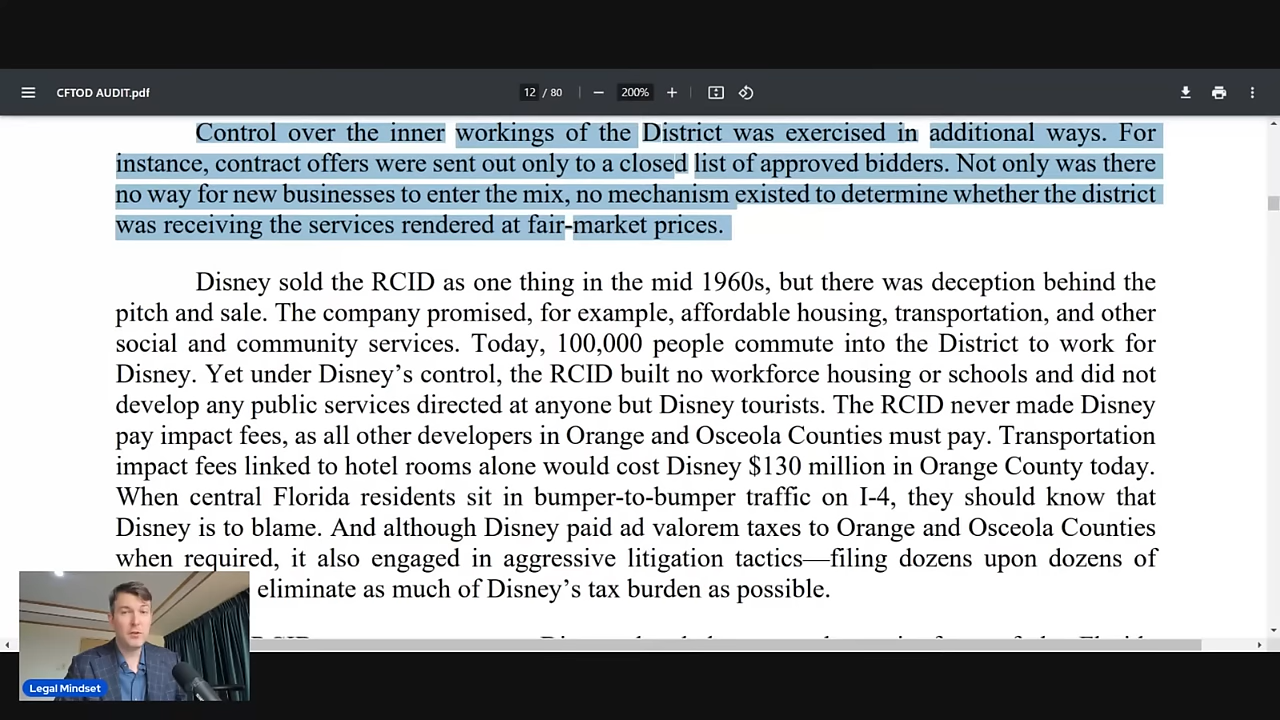 CFTOD AUDIT.pdf
12 / 80
200%
Control over the inner workings of the District was exercised in additional ways. For
instance, contract offers were sent out only to a closed list of approved bidders. Not only was there
no way for new businesses to enter the mix, no mechanism existed to determine whether the district
was receiving the services rendered at fair-market prices.
Disney sold the RCID as one thing in the mid 1960s, but there was deception behind the
pitch and sale. The company promised, for example, affordable housing, transportation, and other
social and community services. Today, 100,000 people commute into the District to work for
Disney. Yet under Disney’s control, the RCID built no workforce housing or schools and did not
develop any public services directed at anyone but Disney tourists. The RCID never made Disney
pay impact fees, as all other developers in Orange and Osceola Counties must pay. Transportation
impact fees linked to hotel rooms alone would cost Disney $130 million in Orange County today.
When central Florida residents sit in bumper-to-bumper traffic on I-4, they should know that
Disney is to blame. And although Disney paid ad valorem taxes to Orange and Osceola Counties
when required, it also engaged in aggressive litigation tactics—filing dozens upon dozens of
eliminate as much of Disney’s tax burden as possible.
Legal Mindset